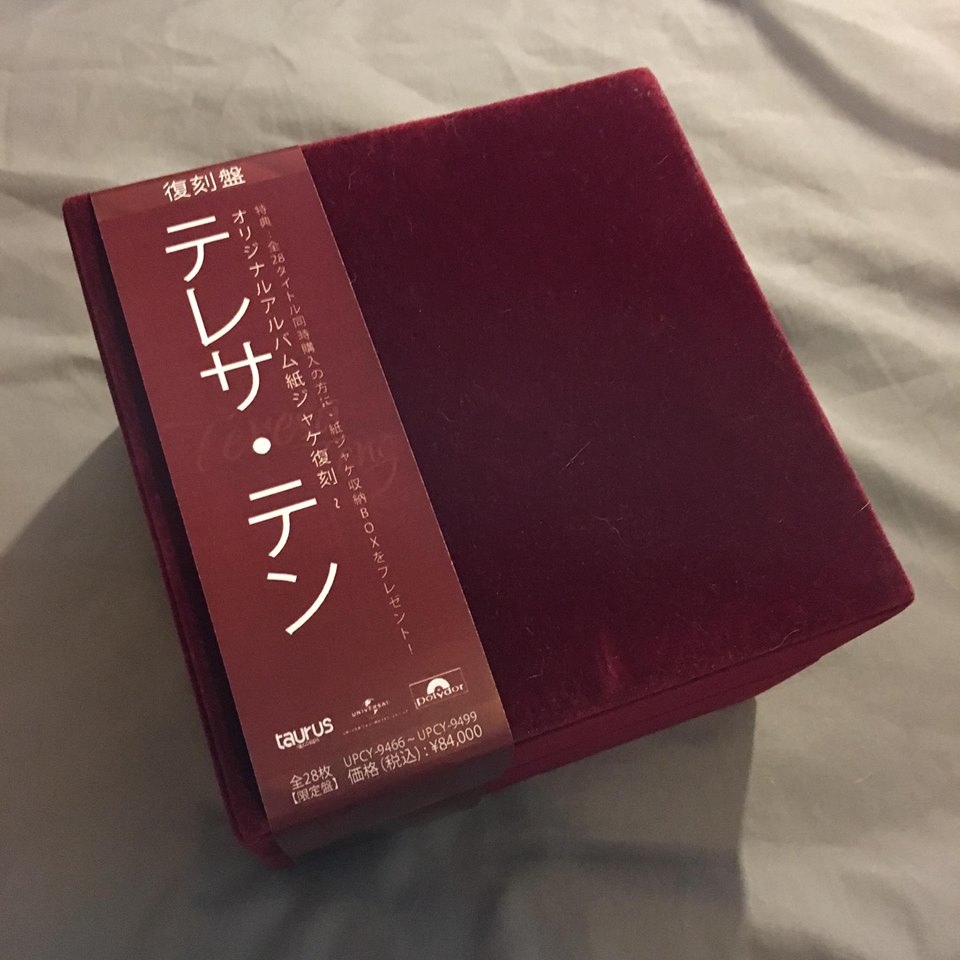 復刻盤
特典:全28タイトル同時購入の方に、紙ジャケ収納BOXをプレゼント!
オリジナルアルバム紙ジャケ復刻~
テレサ・テン
Teresa Teng
taurus
UNIVERSAL
polydor
全28枚 UPCY-9466~UPCY-9499
【限定盤】 価格(税込):¥84,000